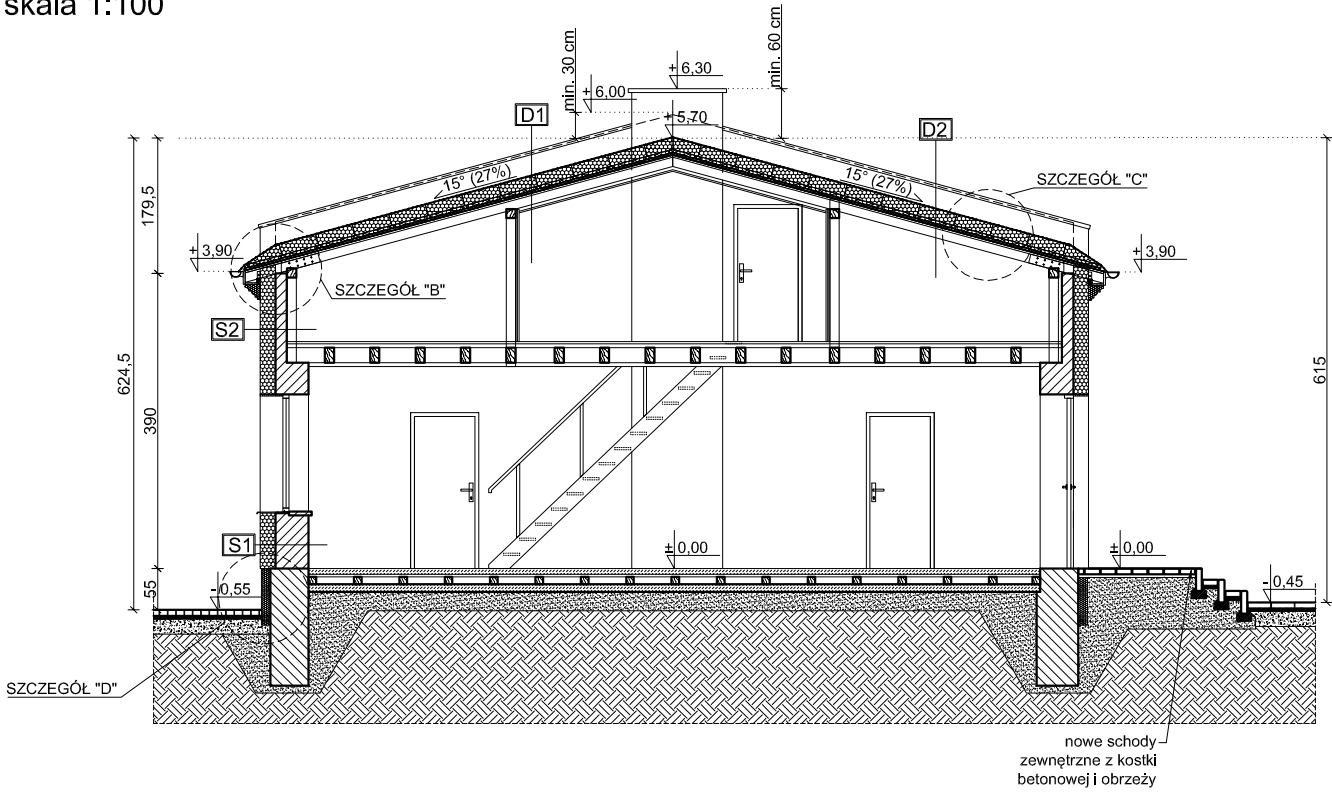 skala 1:100
min. 30 cm
min. 60 cm
+ 6,30
+ 6,00
+5,70
D1
D2
15° (27%)
15° (27%)
SZCZEGÓŁ "C"
179,5
+ 3,90
+ 3,90
SZCZEGÓŁ "B"
S2
624,5
390
615
S1
± 0,00
± 0,00
55
- 0,55
- 0,45
SZCZEGÓŁ "D"
nowe schody
zewnętrzne z kostki
betonowej i obrzeży